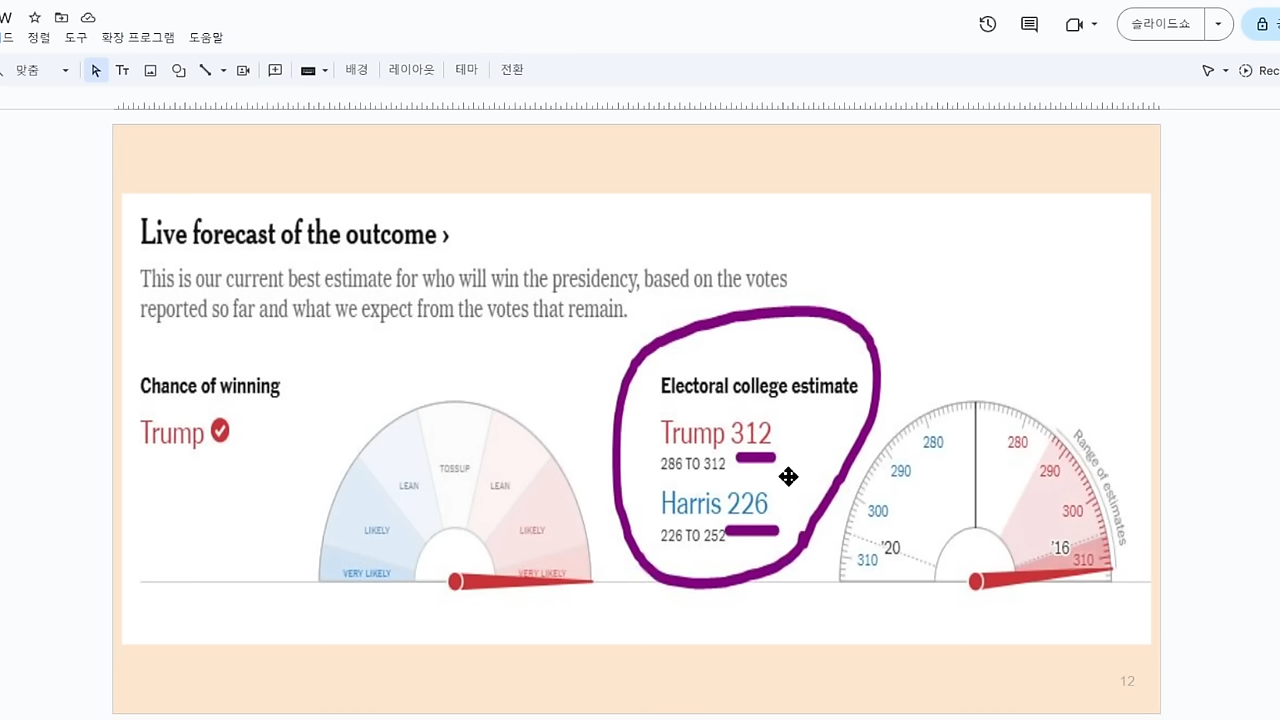 W
드 정렬 도구 확장 프로그램 도움말
슬라이드쇼
맞춤 Tт 배경 레이아웃 테마 전환 Rec
Live forecast of the outcome ›
This is our current best estimate for who will win the presidency, based on the votes
reported so far and what we expect from the votes that remain.
Chance of winning
Trump
TOSSUP
LEAN LEAN
LIKELY LIKELY
VERY LIKELY VERY LIKELY
Electoral college estimate
Trump 312
286 TO 312
Harris 226
226 TO 252
280 280
290 290
300 300
'20 '16
310 310
Range of estimates
12